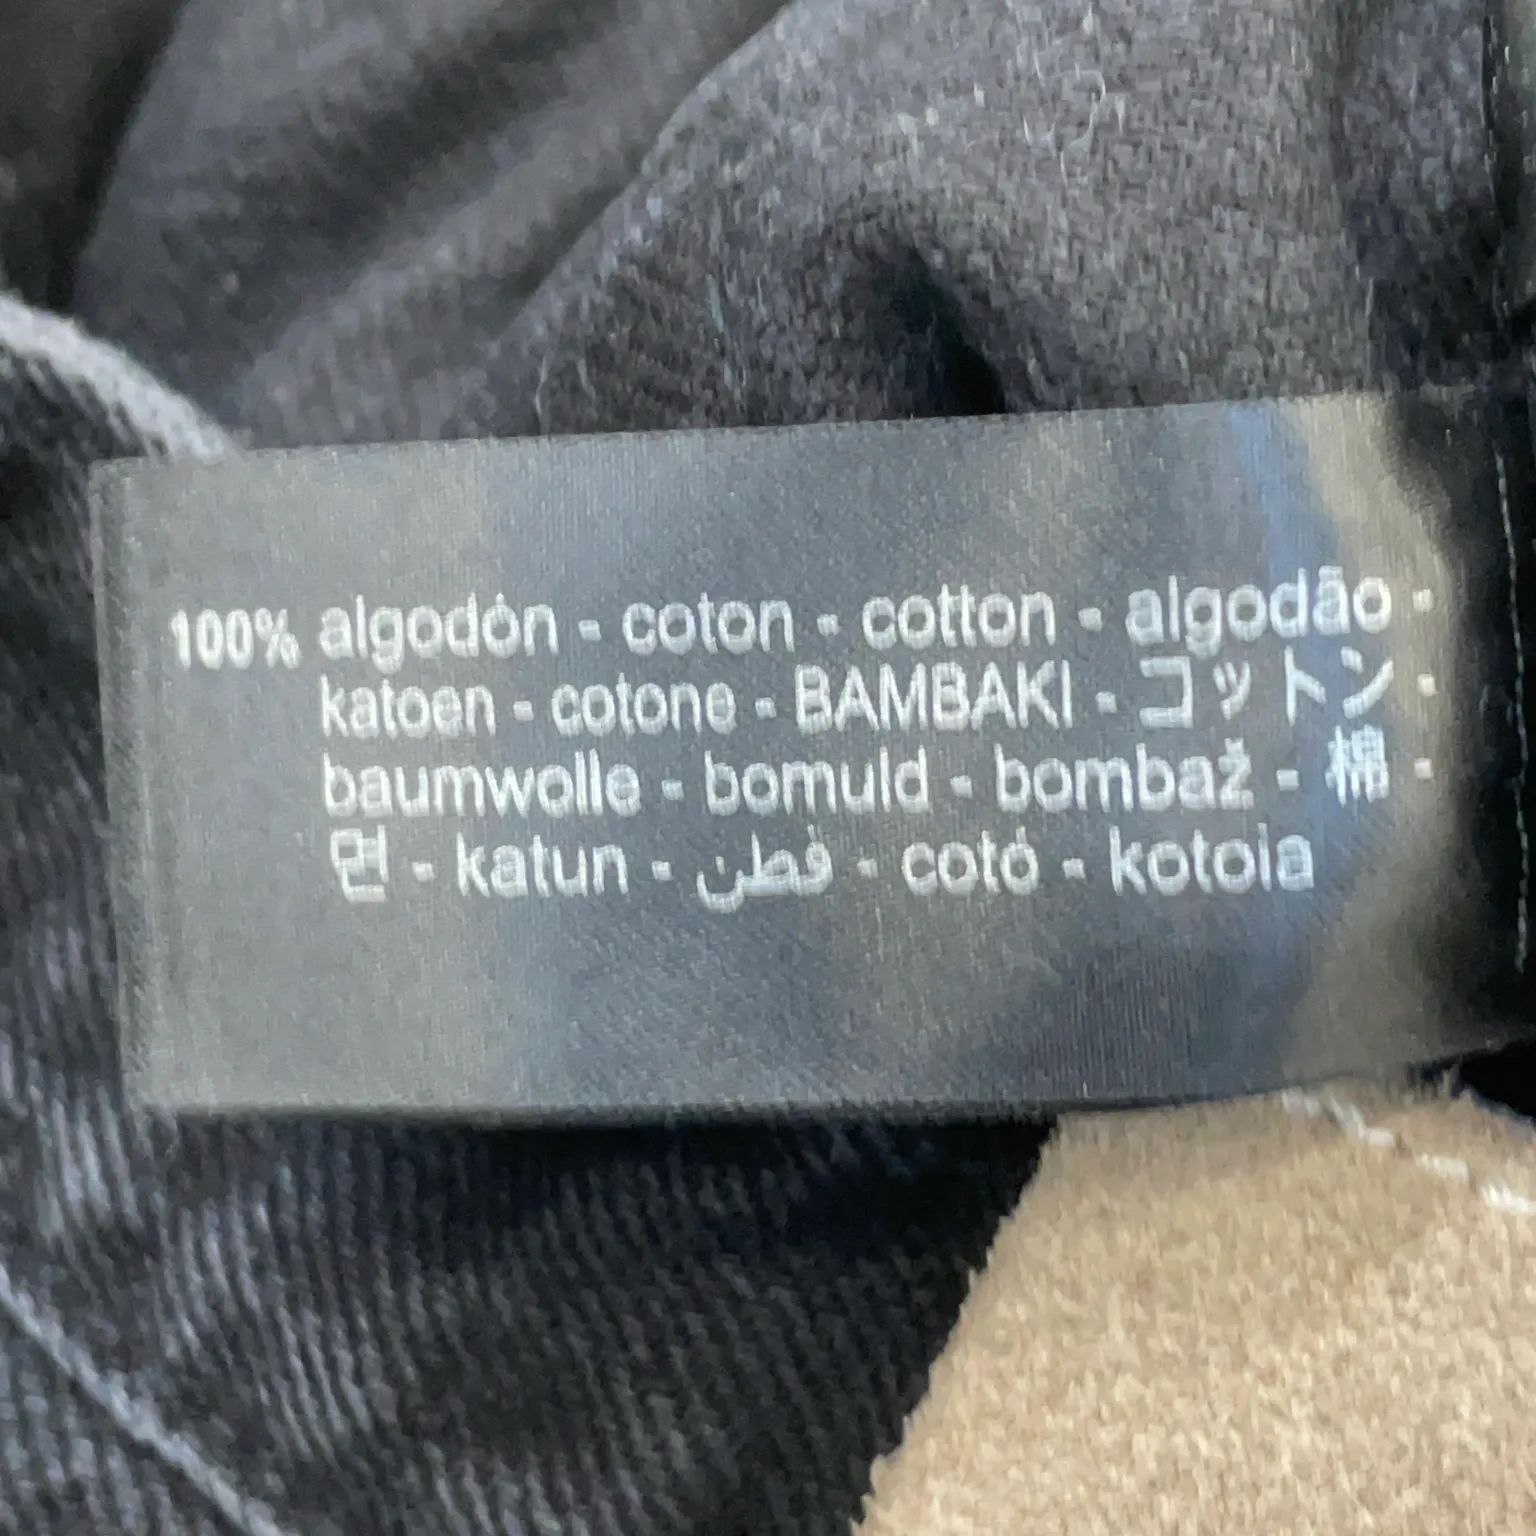 100% algodón - coton - cotton - algodão -
katoen - cotone - BAMBAKI - コットン -
baumwolle - bomuld - bombaž - 棉 -
면 - katun - قطن - cotó - kotoia